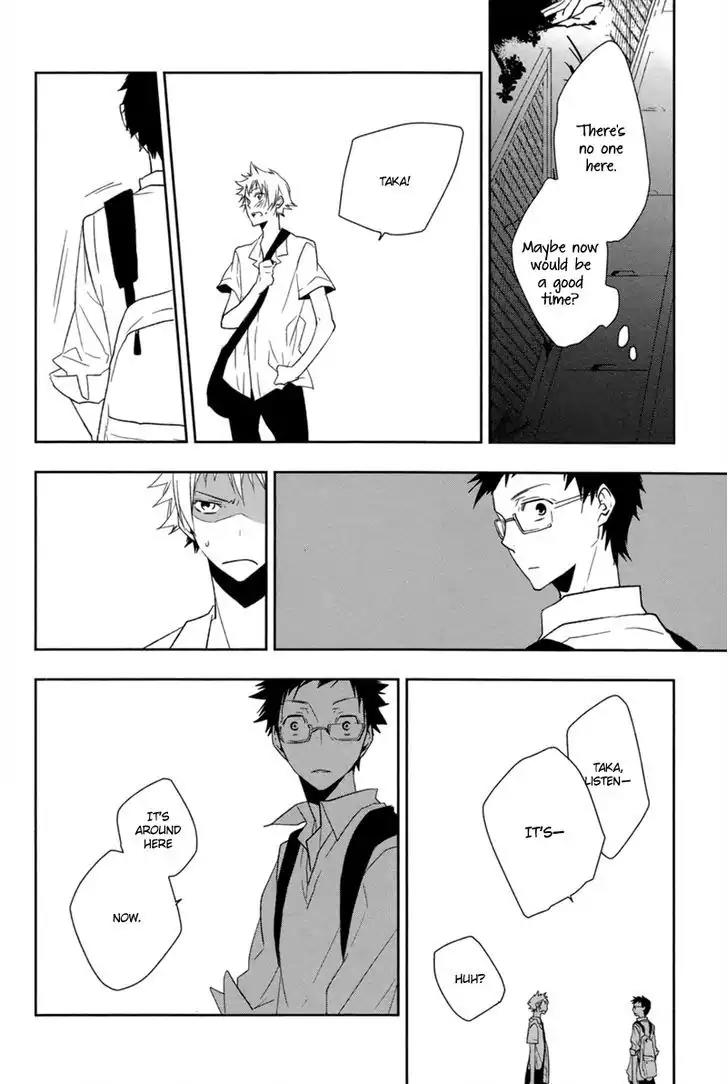 There's
no one
here.
Maybe now
would be
a good
time?
TAKA!
TAKA,
LISTEN—
IT'S—
HUH?
IT'S
AROUND
HERE
NOW.